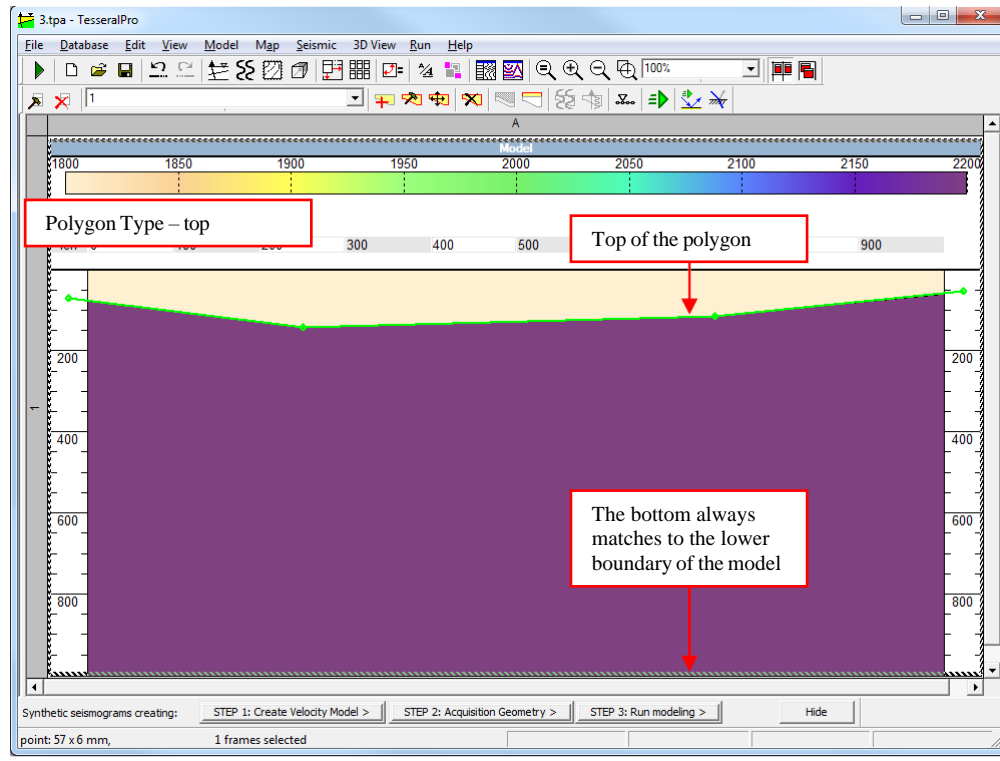 3.tpa - TesseralPro
File Database Edit View Model Map Seismic 3D View Run Help
100%
1
A
Model
1800 1850 1900 1950 2000 2050 2100 2150 2200
Polygon Type – top
300 400 500 900
Top of the polygon
200 200
1
400 400
The bottom always
matches to the lower
boundary of the model
600 600
800 800
Synthetic seismograms creating: STEP 1: Create Velocity Model > STEP 2: Acquisition Geometry > STEP 3: Run modeling > Hide
point: 57 x 6 mm, 1 frames selected